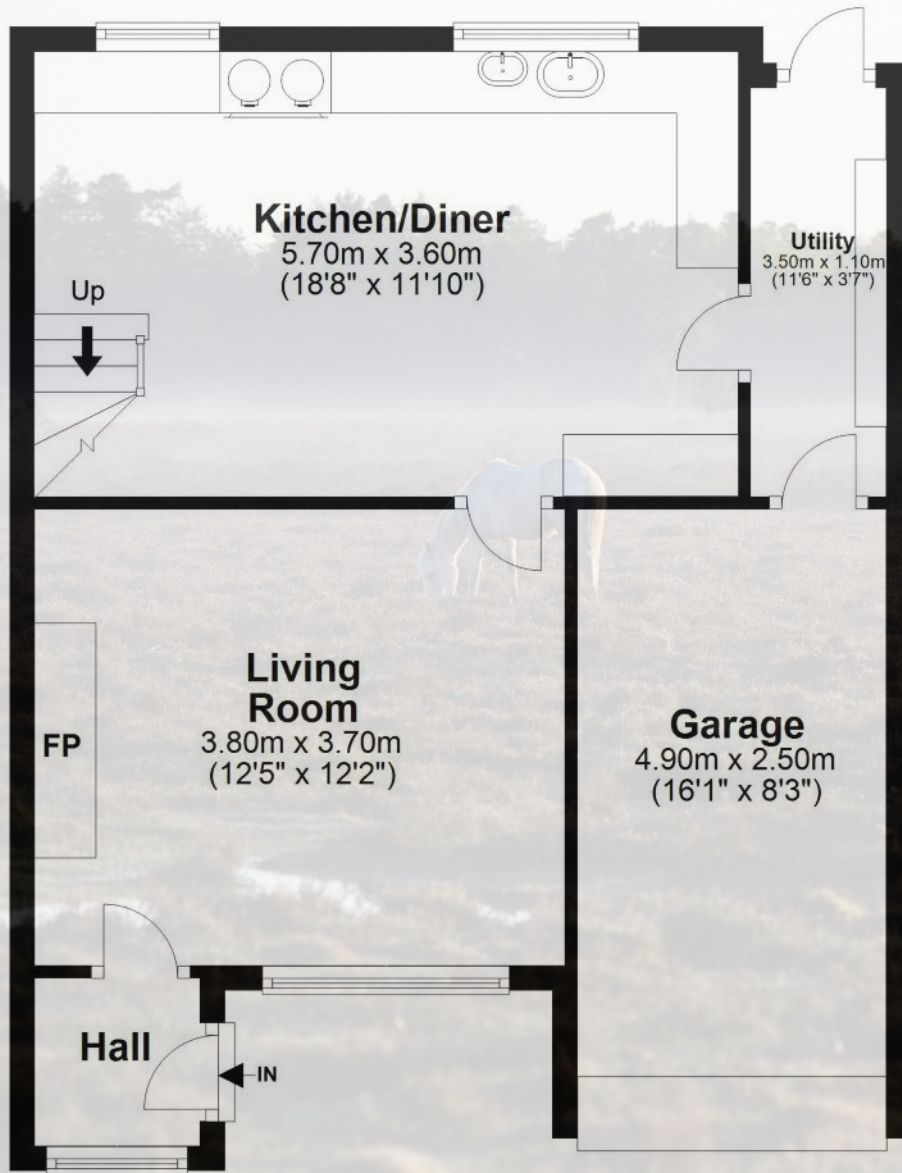 Kitchen/Diner
5.70m x 3.60m
(18'8" x 11'10")
Utility
3.50m x 1.10m
(11'6" x 3'7")
Up
Living
Room
3.80m x 3.70m
(12'5" x 12'2")
FP
Garage
4.90m x 2.50m
(16'1" x 8'3")
Hall
IN